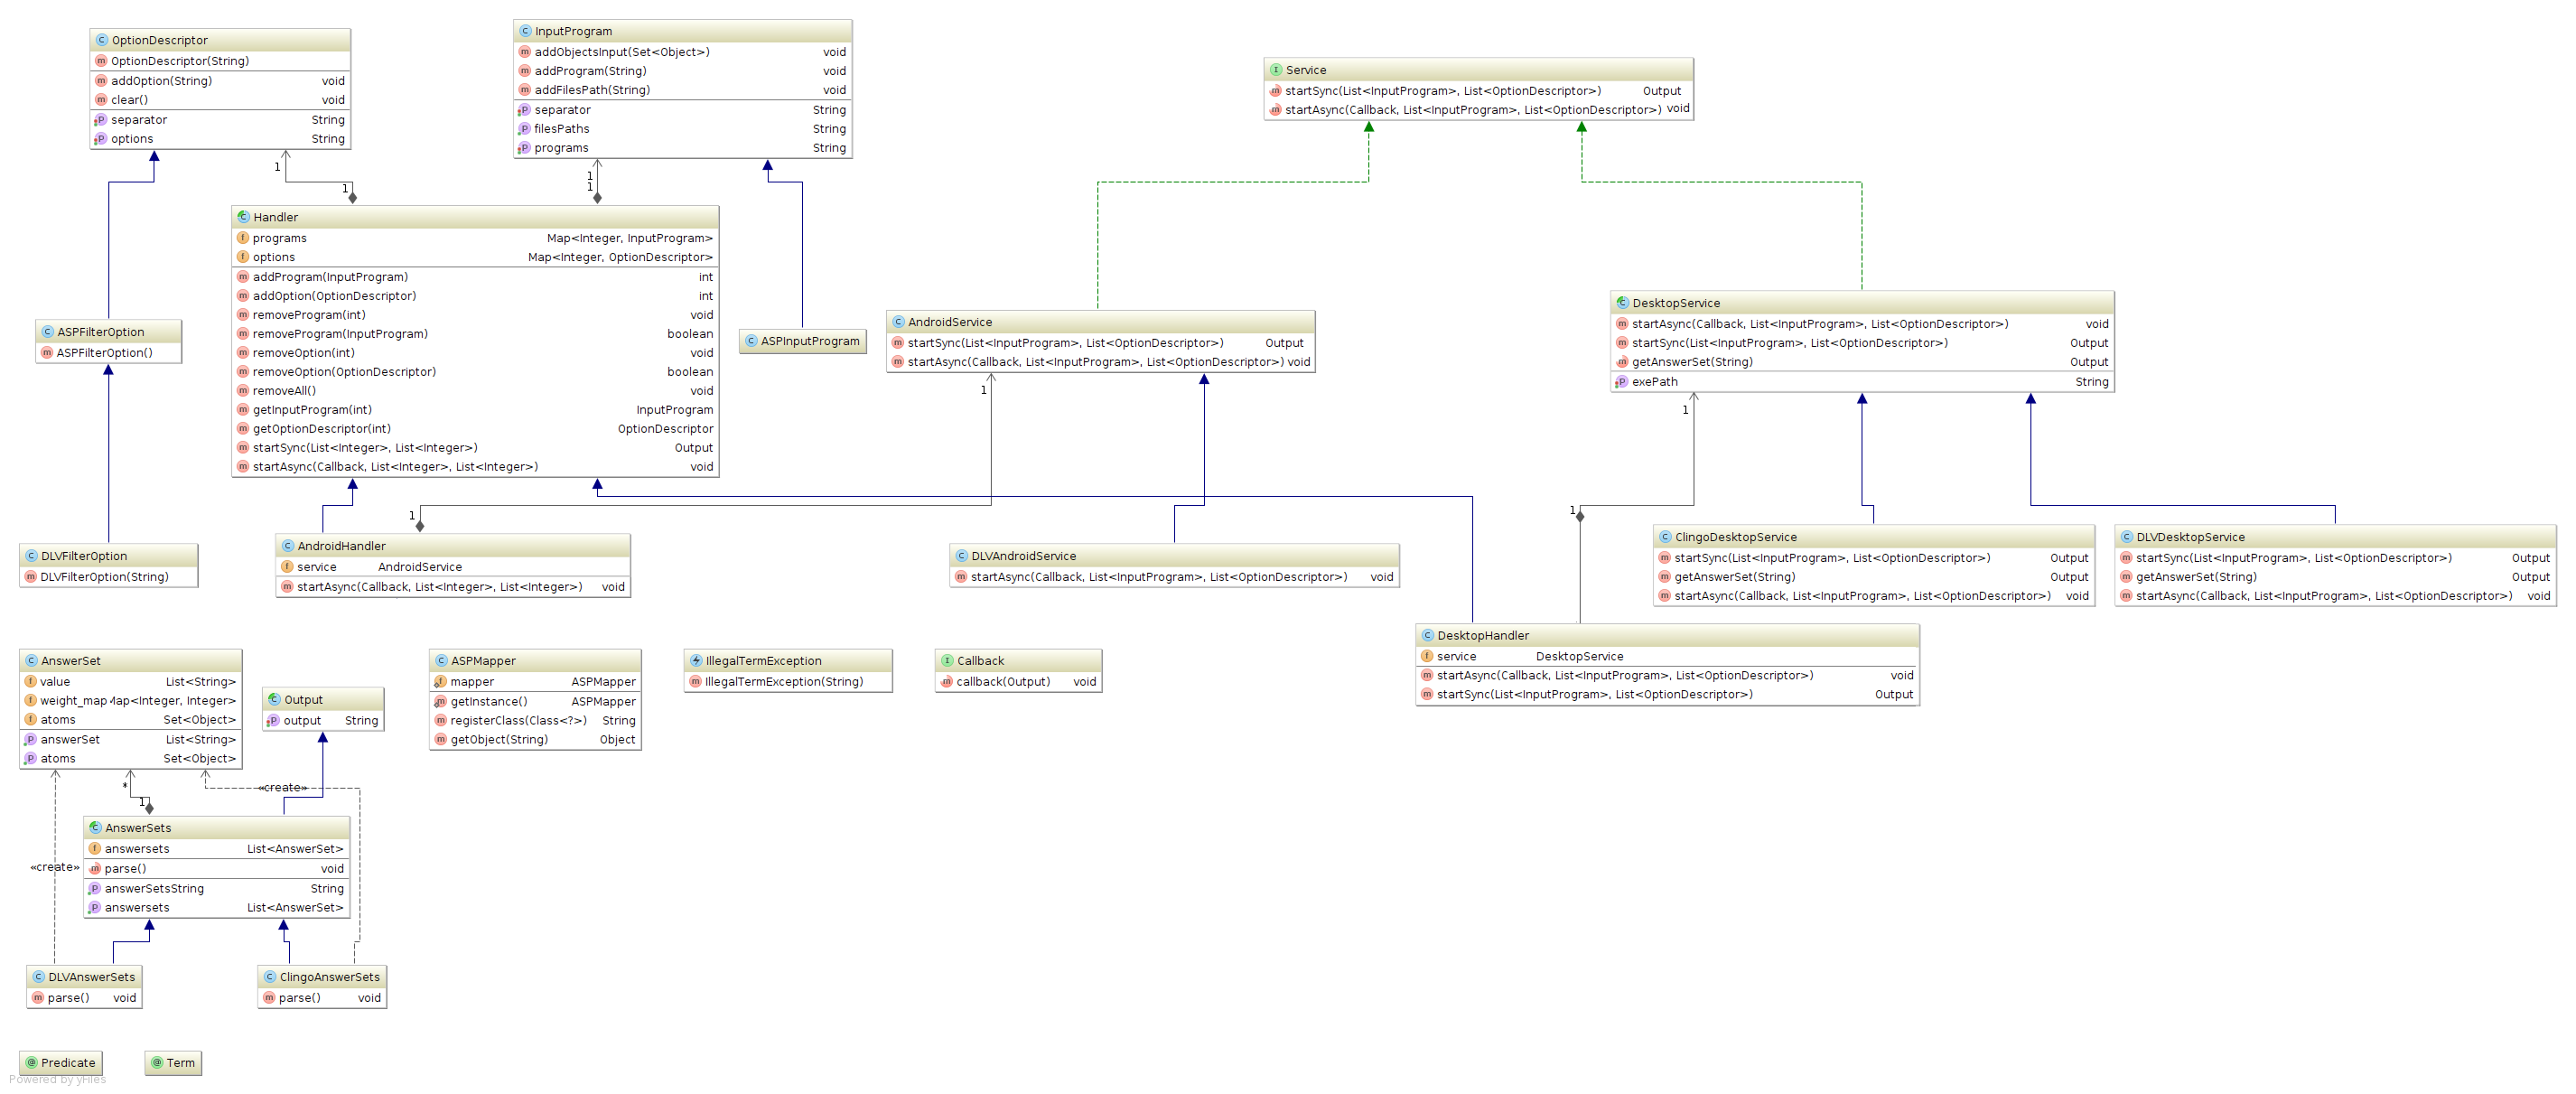 OptionDescriptor
OptionDescriptor(String)
addOption(String) void
clear() void
separator String
options String
InputProgram
addObjectsInput(Set<Object>) void
addProgram(String) void
addFilesPath(String) void
separator String
filesPaths String
programs String
Service
startSync(List<InputProgram>, List<OptionDescriptor>) Output
startAsync(Callback, List<InputProgram>, List<OptionDescriptor>) void
1
1
1
1
Handler
programs Map<Integer, InputProgram>
options Map<Integer, OptionDescriptor>
addProgram(InputProgram) int
addOption(OptionDescriptor) int
removeProgram(int) void
removeProgram(InputProgram) boolean
removeOption(int) void
removeOption(OptionDescriptor) boolean
removeAll() void
getInputProgram(int) InputProgram
getOptionDescriptor(int) OptionDescriptor
startSync(List<Integer>, List<Integer>) Output
startAsync(Callback, List<Integer>, List<Integer>) void
ASPFilterOption
ASPFilterOption()
ASPInputProgram
AndroidService
startSync(List<InputProgram>, List<OptionDescriptor>) Output
startAsync(Callback, List<InputProgram>, List<OptionDescriptor>) void
DesktopService
startAsync(Callback, List<InputProgram>, List<OptionDescriptor>) void
startSync(List<InputProgram>, List<OptionDescriptor>) Output
getAnswerSet(String) Output
exePath String
1
1
1
1
DLVFilterOption
DLVFilterOption(String)
AndroidHandler
service AndroidService
startAsync(Callback, List<Integer>, List<Integer>) void
DLVAndroidService
startAsync(Callback, List<InputProgram>, List<OptionDescriptor>) void
ClingoDesktopService
startSync(List<InputProgram>, List<OptionDescriptor>) Output
getAnswerSet(String) Output
startAsync(Callback, List<InputProgram>, List<OptionDescriptor>) void
DLVDesktopService
startSync(List<InputProgram>, List<OptionDescriptor>) Output
getAnswerSet(String) Output
startAsync(Callback, List<InputProgram>, List<OptionDescriptor>) void
DesktopHandler
service DesktopService
startAsync(Callback, List<InputProgram>, List<OptionDescriptor>) void
startSync(List<InputProgram>, List<OptionDescriptor>) Output
AnswerSet
value List<String>
weight_map Map<Integer, Integer>
atoms Set<Object>
answerSet List<String>
atoms Set<Object>
Output
output String
ASPMapper
mapper ASPMapper
getInstance() ASPMapper
registerClass(Class<?>) String
getObject(String) Object
IllegalTermException
IllegalTermException(String)
Callback
callback(Output) void
*
«create»
1
AnswerSets
answersets List<AnswerSet>
parse() void
answerSetsString String
answersets List<AnswerSet>
«create»
DLVAnswerSets
parse() void
ClingoAnswerSets
parse() void
Predicate
Term
Powered by yFiles